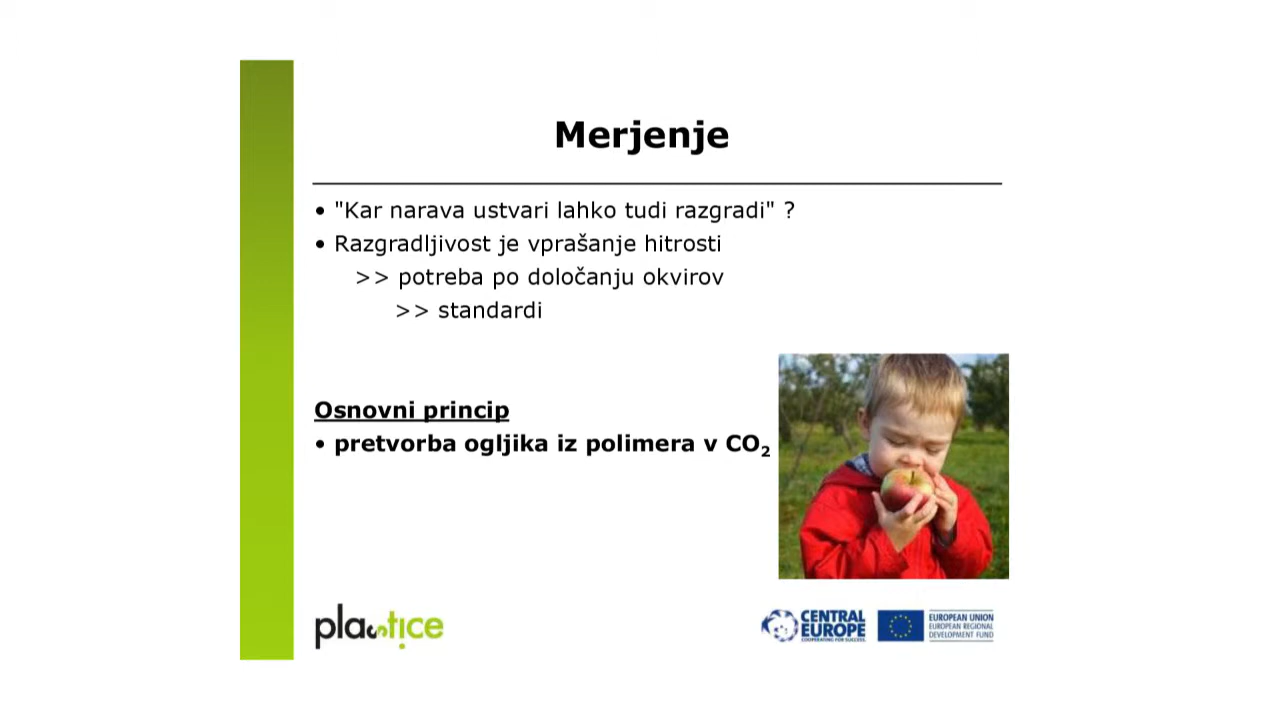 Merjenje
• "Kar narava ustvari lahko tudi razgradi" ?
• Razgradljivost je vprašanje hitrosti
>> potreba po določanju okvirov
>> standardi
Osnovni princip
• pretvorba ogljika iz polimera v CO₂
plastice
CENTRAL
EUROPE
COOPERATING FOR SUCCESS.
EUROPEAN UNION
EUROPEAN REGIONAL
DEVELOPMENT FUND